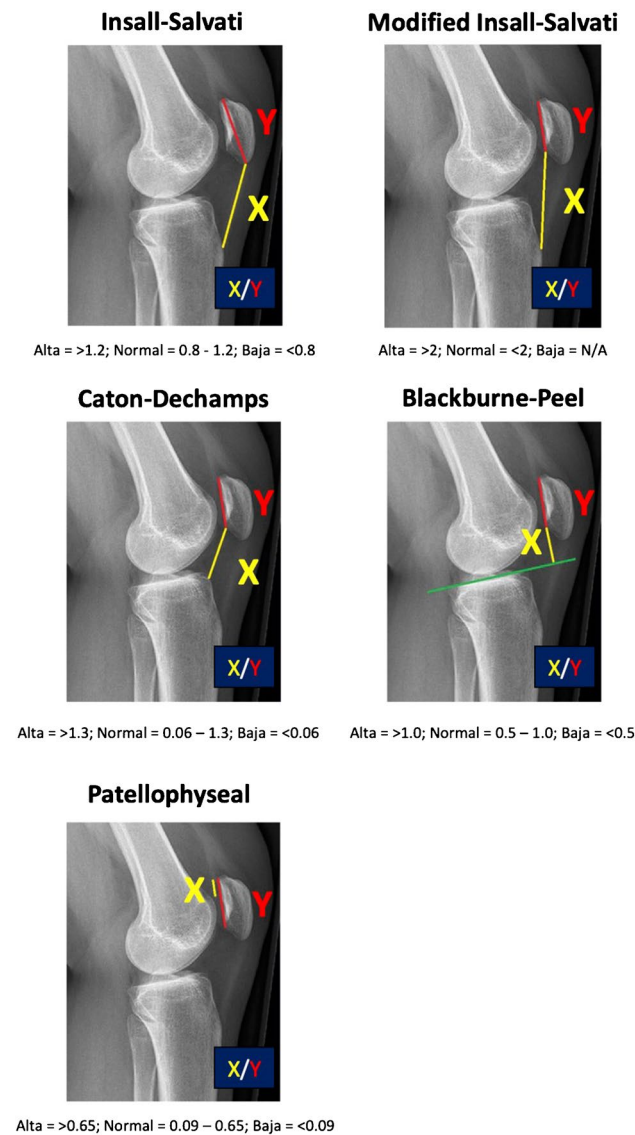 Insall-Salvati
Modified Insall-Salvati
Y
X
X/Y
Y
X
X/Y
Alta = >1.2; Normal = 0.8 - 1.2; Baja = <0.8
Alta = >2; Normal = <2; Baja = N/A
Caton-Dechamps
Blackburne-Peel
Y
X
X/Y
Y
X
X/Y
Alta = >1.3; Normal = 0.06 – 1.3; Baja = <0.06
Alta = >1.0; Normal = 0.5 – 1.0; Baja = <0.5
Patellophyseal
X
Y
X/Y
Alta = >0.65; Normal = 0.09 – 0.65; Baja = <0.09